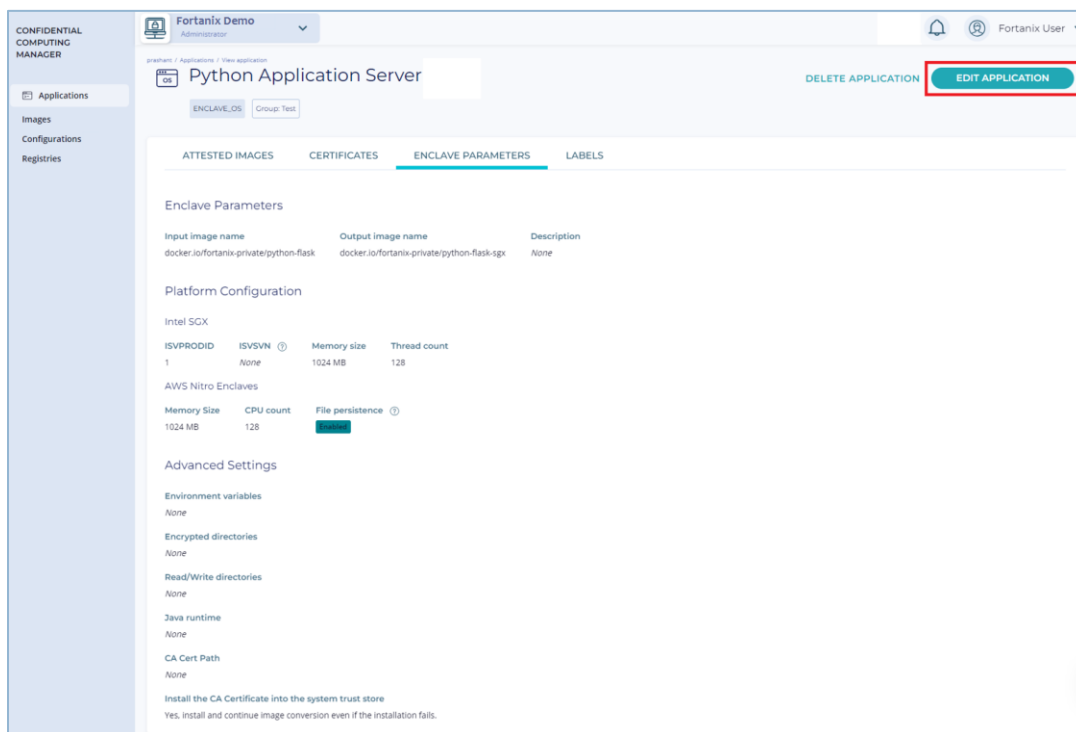 CONFIDENTIAL
COMPUTING
MANAGER
Applications
Images
Configurations
Registries
Fortanix Demo
Administrator
Fortanix User
prashant / Applications / View application
OS
Python Application Server
DELETE APPLICATION
EDIT APPLICATION
ENCLAVE_OS Group: Test
ATTESTED IMAGES CERTIFICATES ENCLAVE PARAMETERS LABELS
Enclave Parameters
Input image name Output image name Description
docker.io/fortanix-private/python-flask docker.io/fortanix-private/python-flask-sgx None
Platform Configuration
Intel SGX
ISVPRODID ISVSVN ? Memory size Thread count
1 None 1024 MB 128
AWS Nitro Enclaves
Memory Size CPU count File persistence ?
1024 MB 128 Enabled
Advanced Settings
Environment variables
None
Encrypted directories
None
Read/Write directories
None
Java runtime
None
CA Cert Path
None
Install the CA Certificate into the system trust store
Yes, install and continue image conversion even if the installation fails.